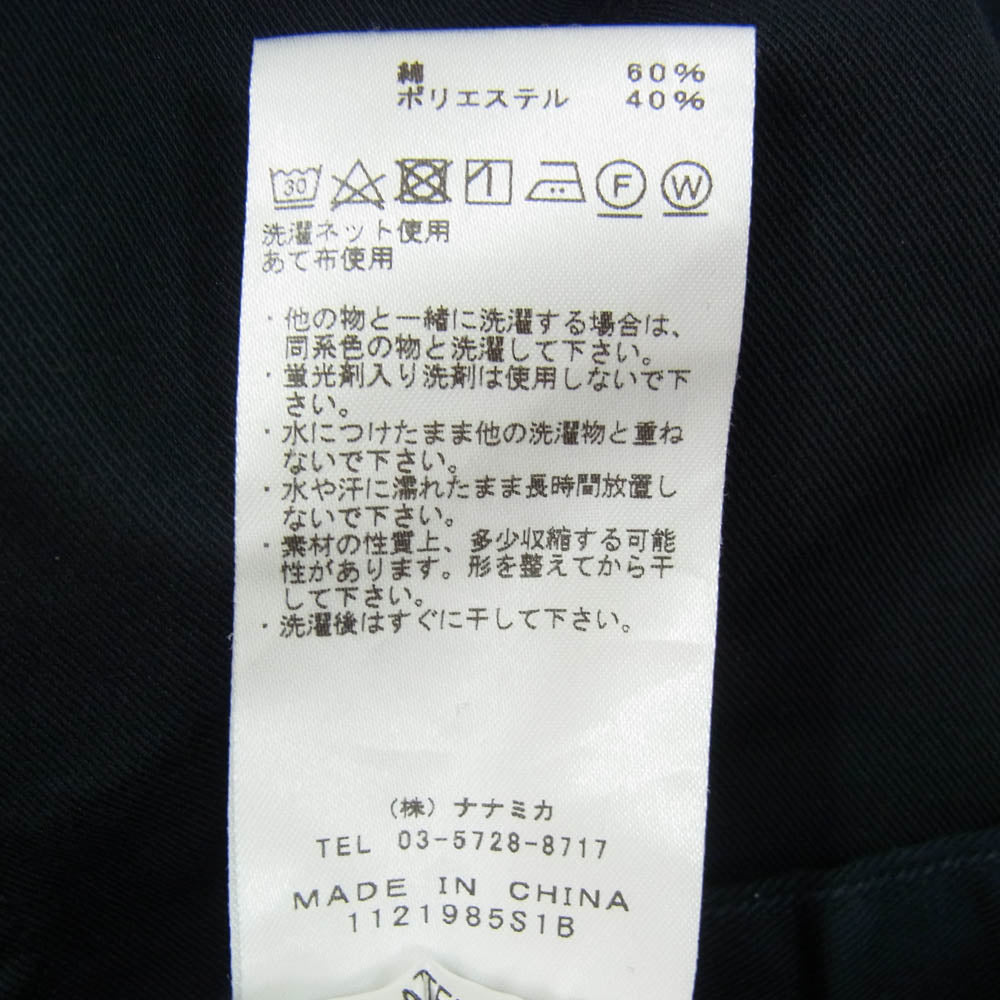 綿 60%
ポリエステル 40%
30 F W
洗濯ネット使用
あて布使用
・他の物と一緒に洗濯する場合は、
同系色の物と洗濯して下さい。
・蛍光剤入り洗剤は使用しないで下
さい。
・水につけたまま他の洗濯物と重ね
ないで下さい。
・水や汗に濡れたまま長時間放置し
ないで下さい。
・素材の性質上、多少収縮する可能
性があります。形を整えてから干
して下さい。
・洗濯後はすぐに干して下さい。
(株) ナナミカ
TEL 03-5728-8717
MADE IN CHINA
1121985S1B